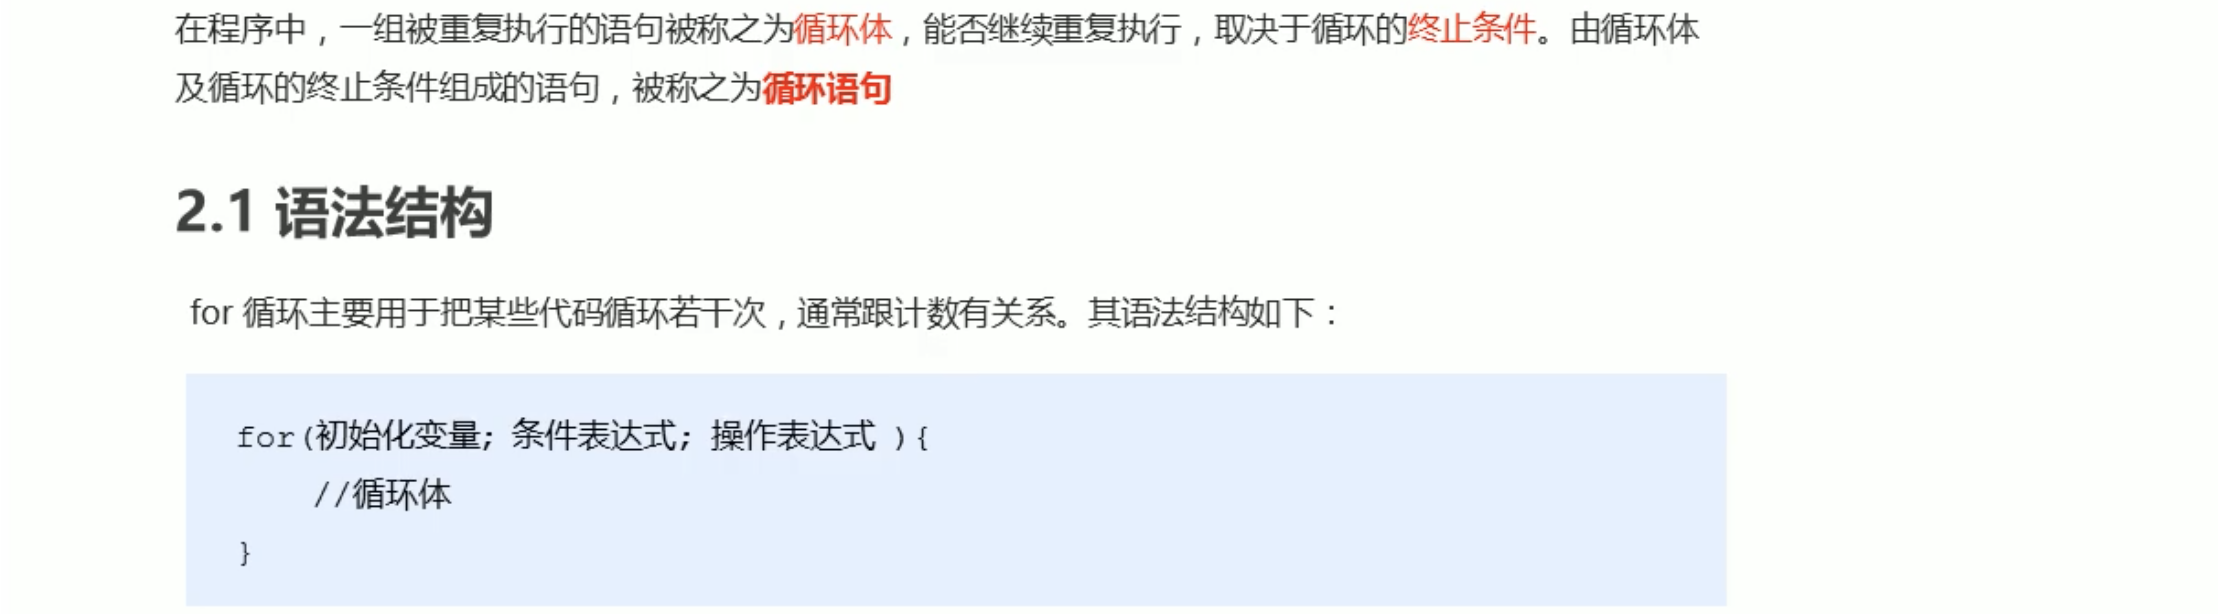 在程序中，一组被重复执行的语句被称之为循环体，能否继续重复执行，取决于循环的终止条件。由循环体
及循环的终止条件组成的语句，被称之为循环语句
2.1 语法结构
for 循环主要用于把某些代码循环若干次，通常跟计数有关系。其语法结构如下：
for(初始化变量; 条件表达式; 操作表达式 ){
//循环体
}